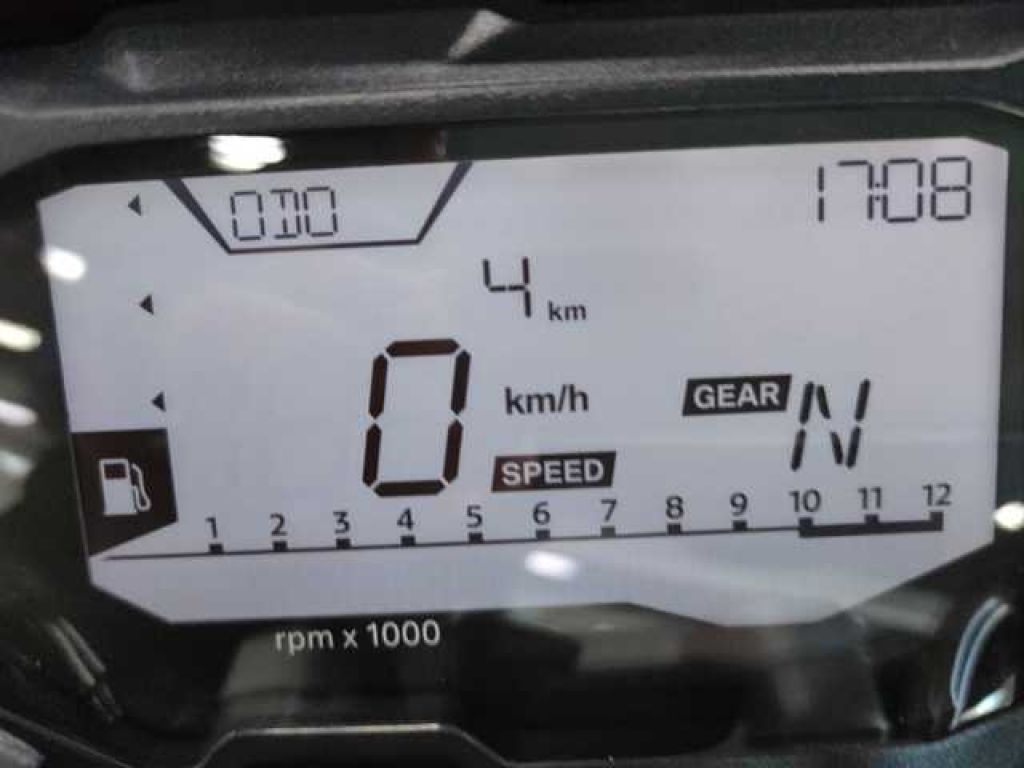 ODO
17:08
4 km
0 km/h
GEAR N
SPEED
1 2 3 4 5 6 7 8 9 10 11 12
rpm x 1000